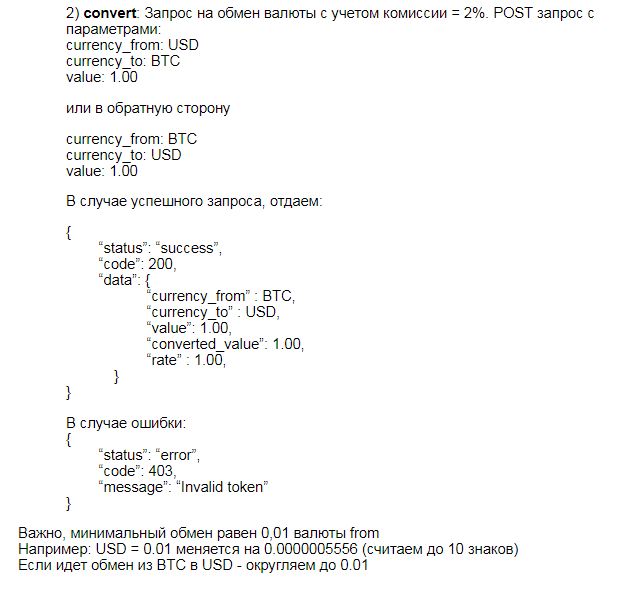 2) convert: Запрос на обмен валюты с учетом комиссии = 2%. POST запрос с
параметрами:
currency_from: USD
currency_to: BTC
value: 1.00
или в обратную сторону
currency_from: BTC
currency_to: USD
value: 1.00
В случае успешного запроса, отдаем:
{
“status”: “success”,
“code”: 200,
“data”: {
“currency_from” : BTC,
“currency_to” : USD,
“value”: 1.00,
“converted_value”: 1.00,
“rate” : 1.00,
}
}
В случае ошибки:
{
“status”: “error”,
“code”: 403,
“message”: “Invalid token”
}
Важно, минимальный обмен равен 0,01 валюты from
Например: USD = 0.01 меняется на 0.0000005556 (считаем до 10 знаков)
Если идет обмен из BTC в USD - округляем до 0.01